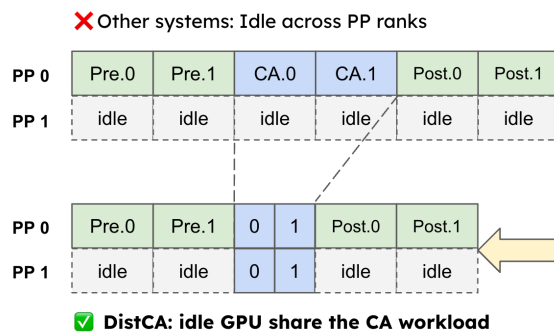 ❌ Other systems: Idle across PP ranks
PP 0 Pre.0 Pre.1 CA.0 CA.1 Post.0 Post.1
PP 1 idle idle idle idle idle idle
PP 0 Pre.0 Pre.1 0 1 Post.0 Post.1
PP 1 idle idle 0 1 idle idle
✅ DistCA: idle GPU share the CA workload